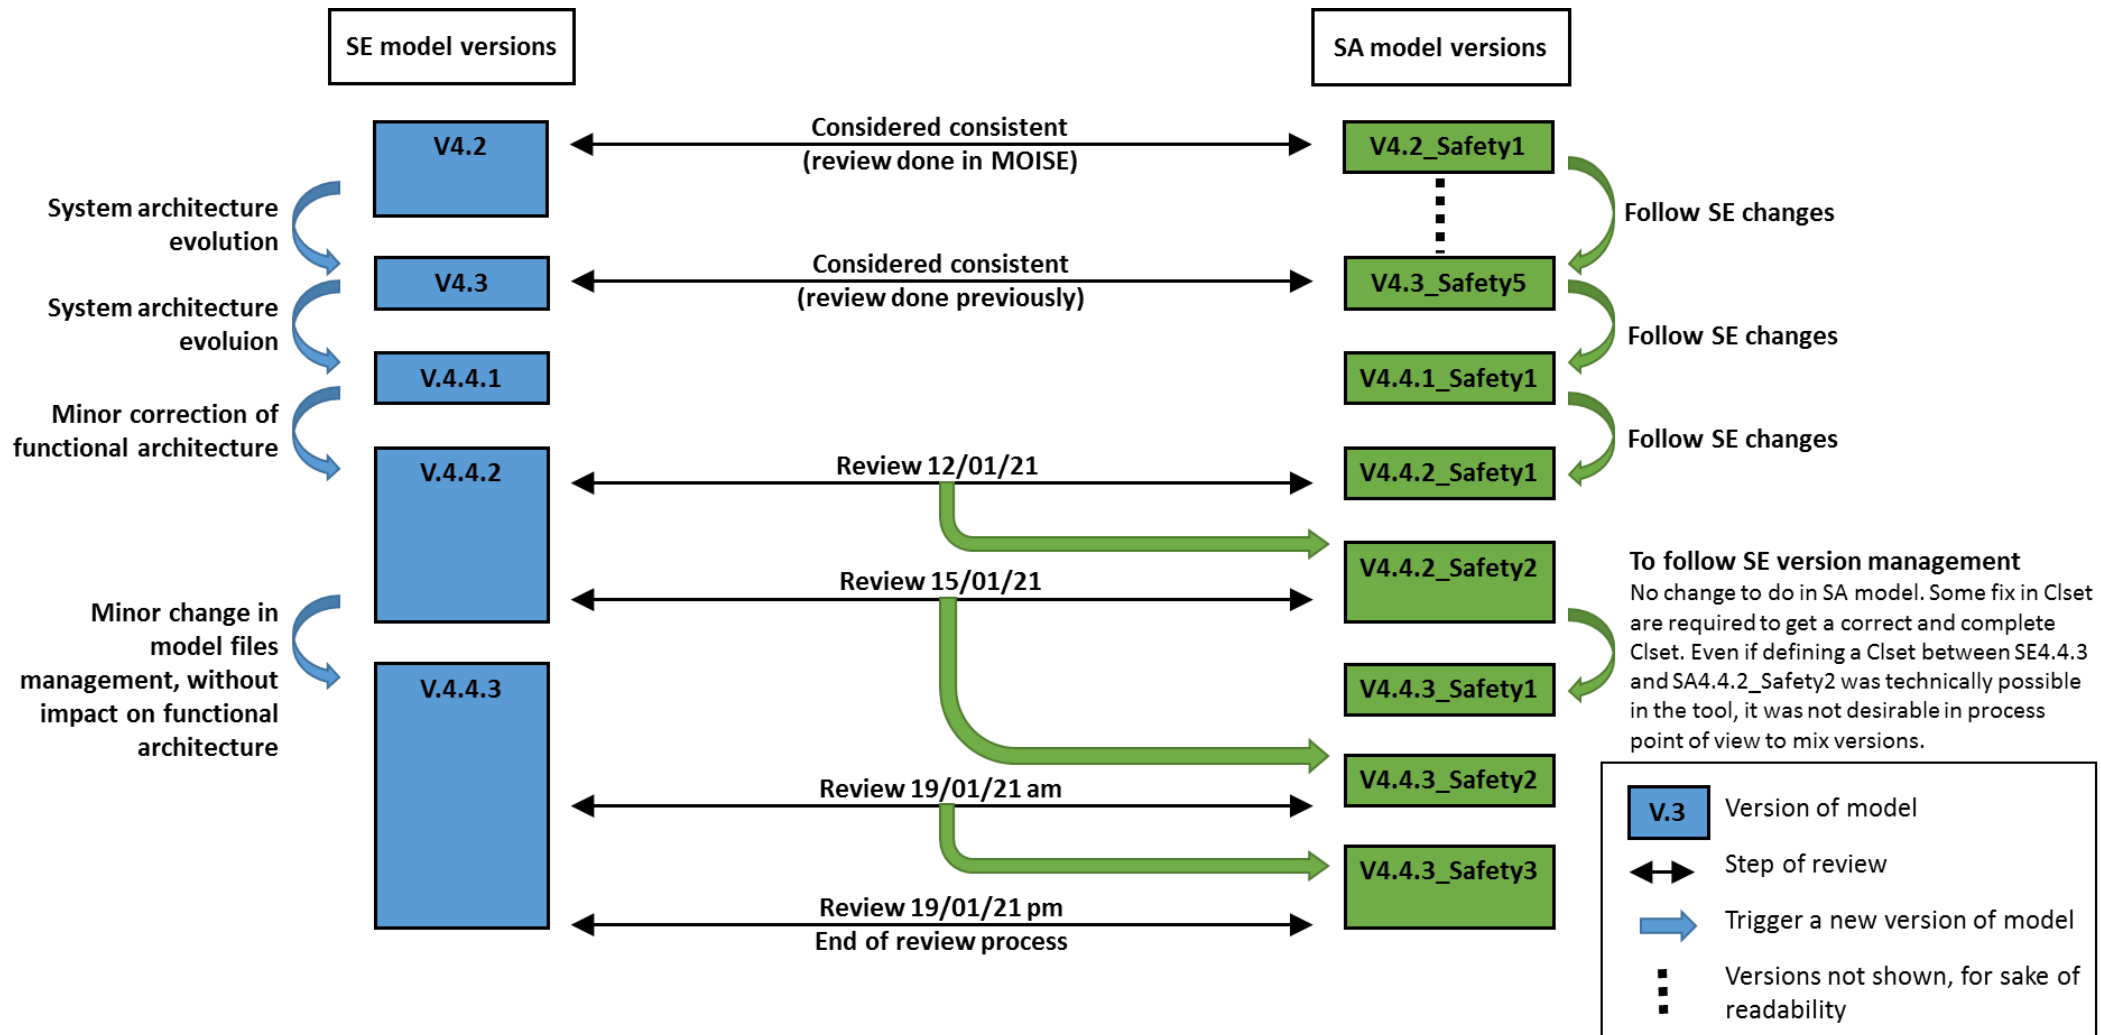 SE model versions
SA model versions
V4.2
Considered consistent
(review done in MOISE)
V4.2_Safety1
System architecture
evolution
Follow SE changes
V4.3
Considered consistent
(review done previously)
V4.3_Safety5
System architecture
evoluion
Follow SE changes
V.4.4.1
V4.4.1_Safety1
Minor correction of
functional architecture
Follow SE changes
V.4.4.2
Review 12/01/21
V4.4.2_Safety1
Review 15/01/21
V4.4.2_Safety2
To follow SE version management
No change to do in SA model. Some fix in Clset
are required to get a correct and complete
Clset. Even if defining a Clset between SE4.4.3
and SA4.4.2_Safety2 was technically possible
in the tool, it was not desirable in process
point of view to mix versions.
Minor change in
model files
management, without
impact on functional
architecture
V.4.4.3
V4.4.3_Safety1
Review 19/01/21 am
V4.4.3_Safety2
V4.4.3_Safety3
Review 19/01/21 pm
End of review process
V.3
Version of model
Step of review
Trigger a new version of model
Versions not shown, for sake of
readability